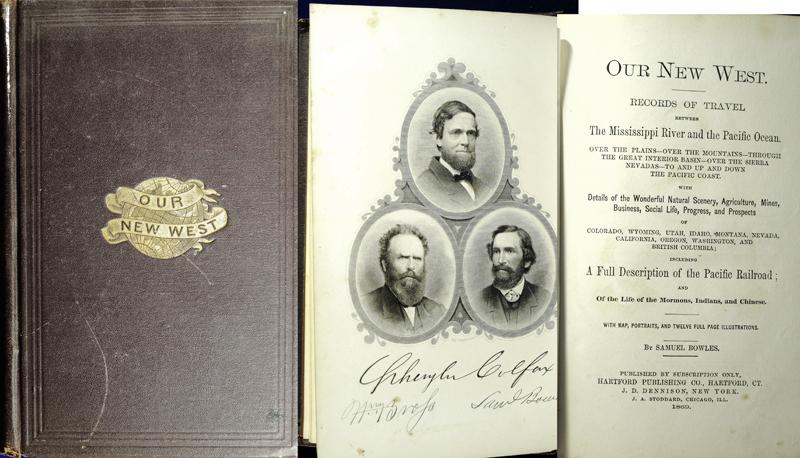 OUR
NEW WEST
Schuyler Colfax
Sam'l Bow
OUR NEW WEST.
RECORDS OF TRAVEL
BETWEEN
The Mississippi River and the Pacific Ocean.
OVER THE PLAINS—OVER THE MOUNTAINS—THROUGH
THE GREAT INTERIOR BASIN—OVER THE SIERRA
NEVADAS—TO AND UP AND DOWN
THE PACIFIC COAST.
WITH
Details of the Wonderful Natural Scenery, Agriculture, Mines,
Business, Social Life, Progress, and Prospects
OF
COLORADO, WYOMING, UTAH, IDAHO, MONTANA, NEVADA,
CALIFORNIA, OREGON, WASHINGTON, AND
BRITISH COLUMBIA;
INCLUDING
A Full Description of the Pacific Railroad;
AND
Of the Life of the Mormons, Indians, and Chinese.
WITH MAP, PORTRAITS, AND TWELVE FULL PAGE ILLUSTRATIONS.
By SAMUEL BOWLES.
PUBLISHED BY SUBSCRIPTION ONLY,
HARTFORD PUBLISHING CO., HARTFORD, CT.
J. D. DENNISON, NEW YORK.
J. A. STODDARD, CHICAGO, ILL.
1869.